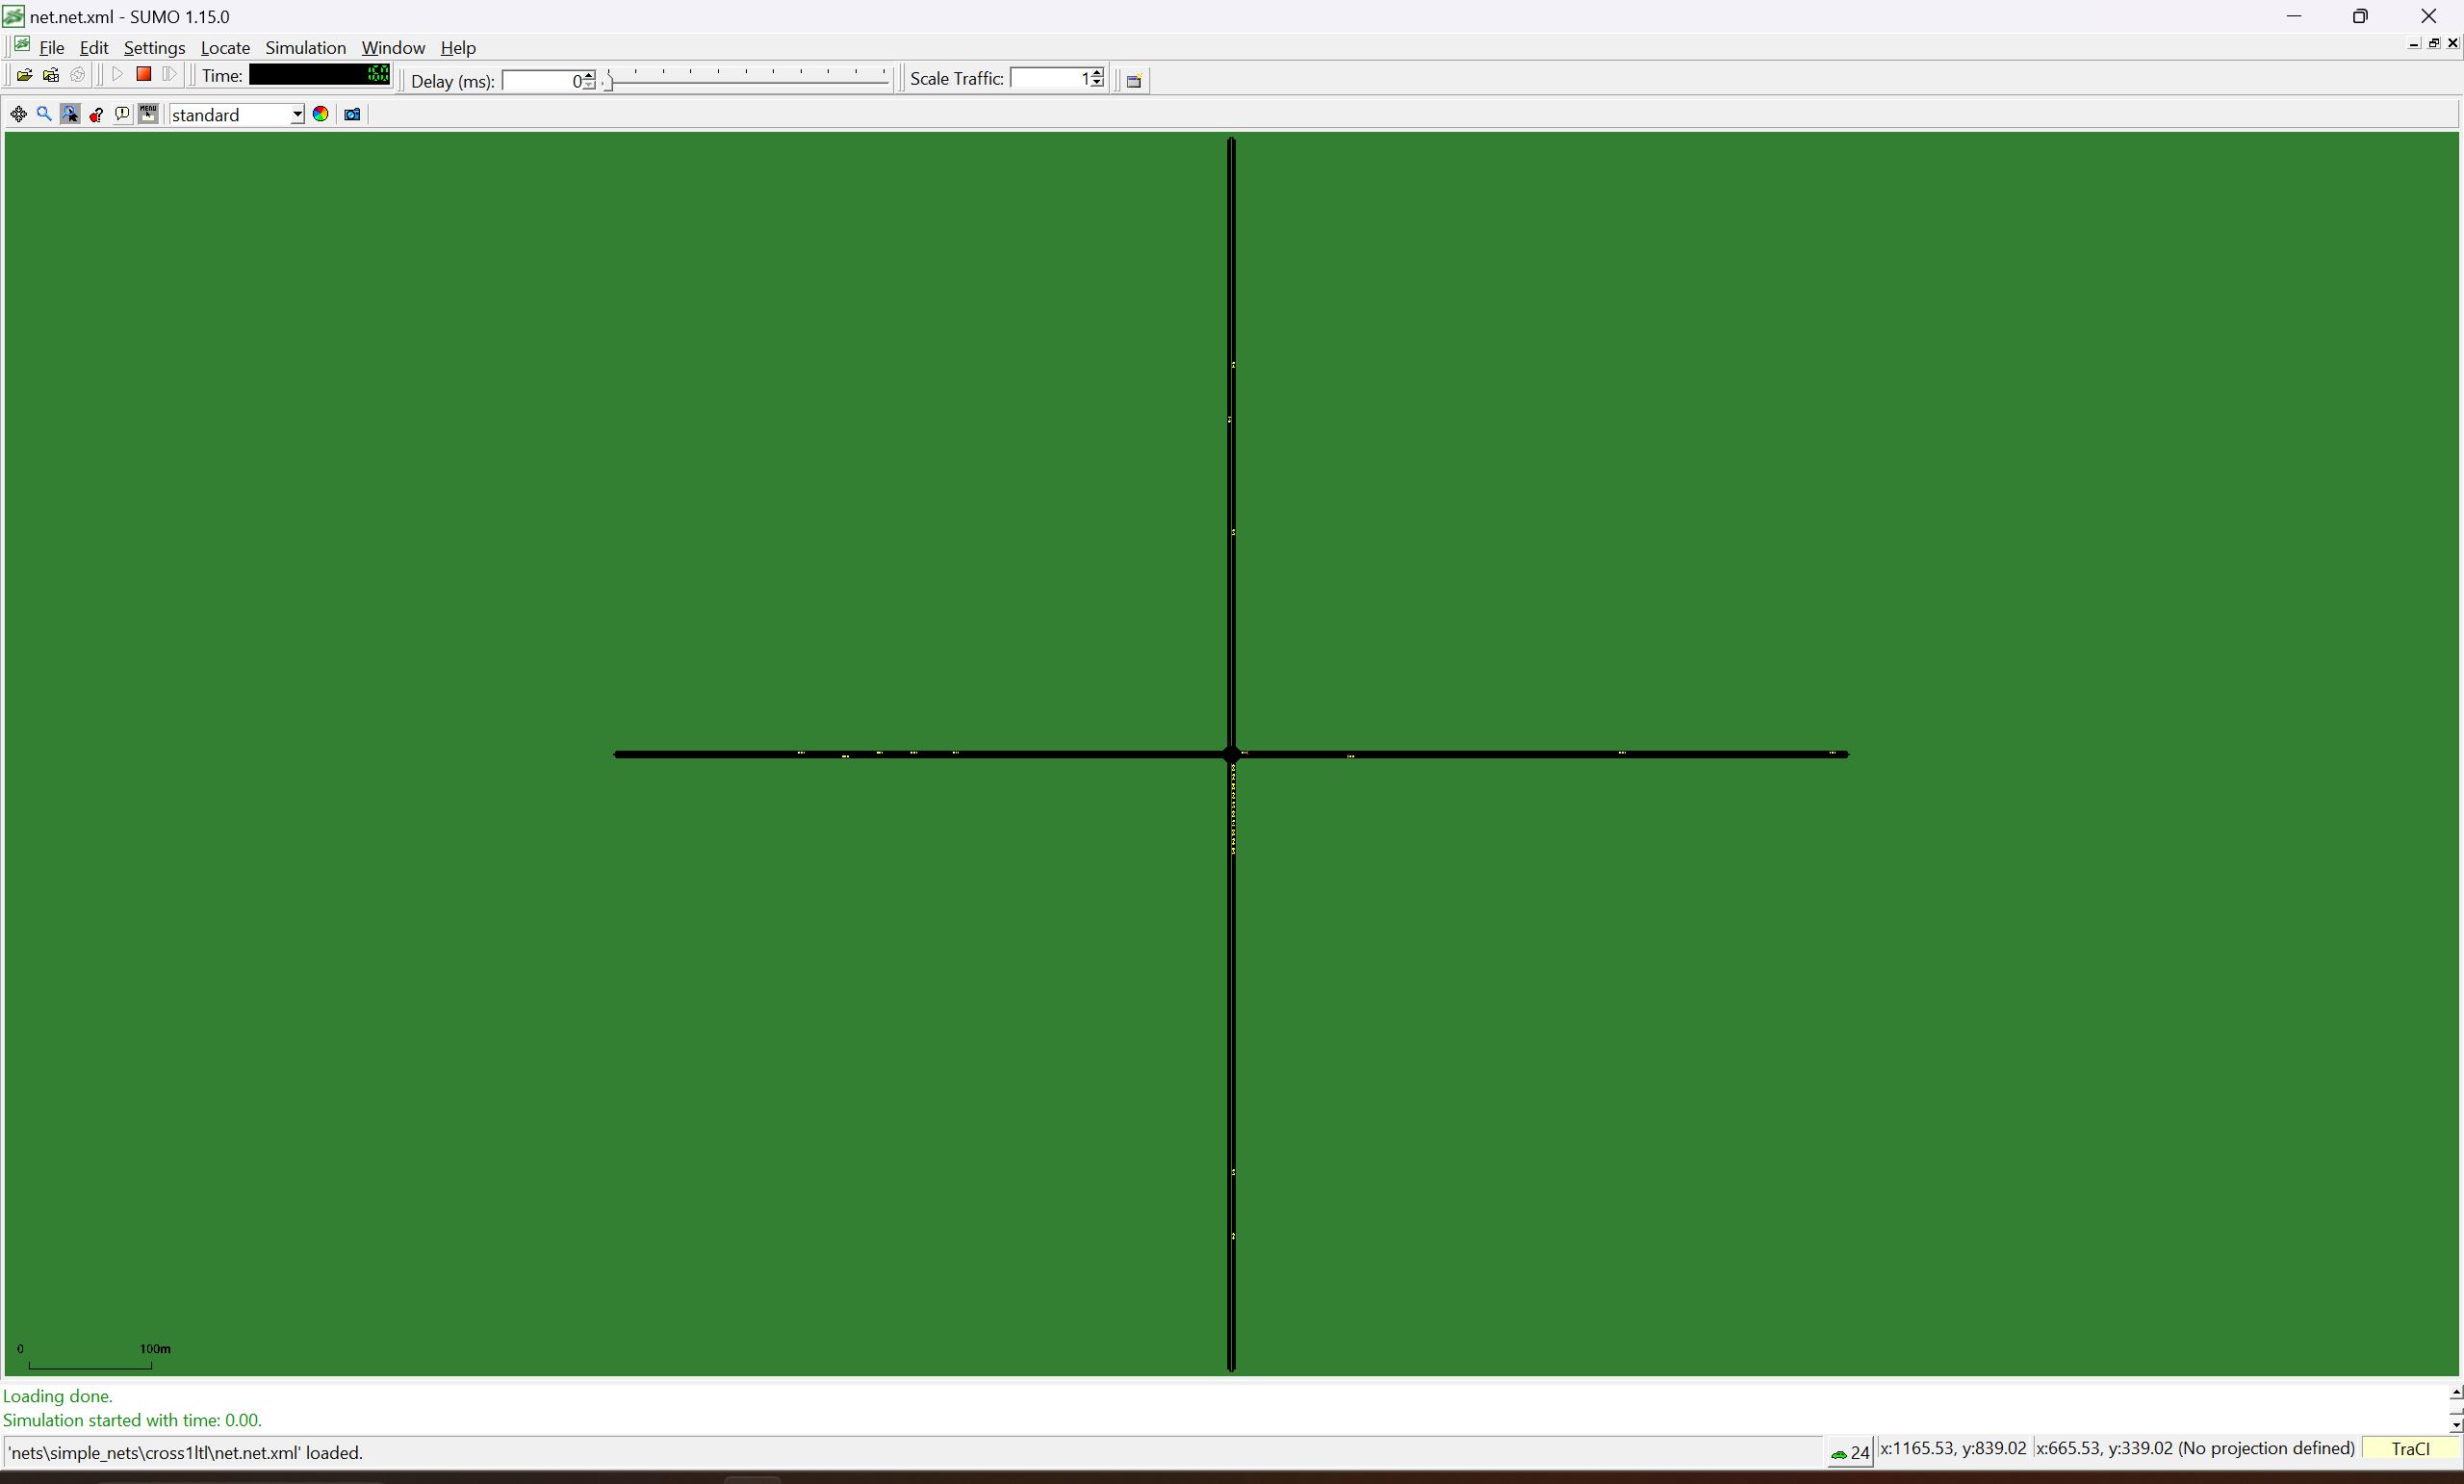 net.net.xml - SUMO 1.15.0
File Edit Settings Locate Simulation Window Help
Time: 60 Delay (ms): 0 Scale Traffic: 1
MENU standard
0 100m
Loading done.
Simulation started with time: 0.00.
'nets\simple_nets\cross1ltl\net.net.xml' loaded. 24 x:1165.53, y:839.02 x:665.53, y:339.02 (No projection defined) TraCI